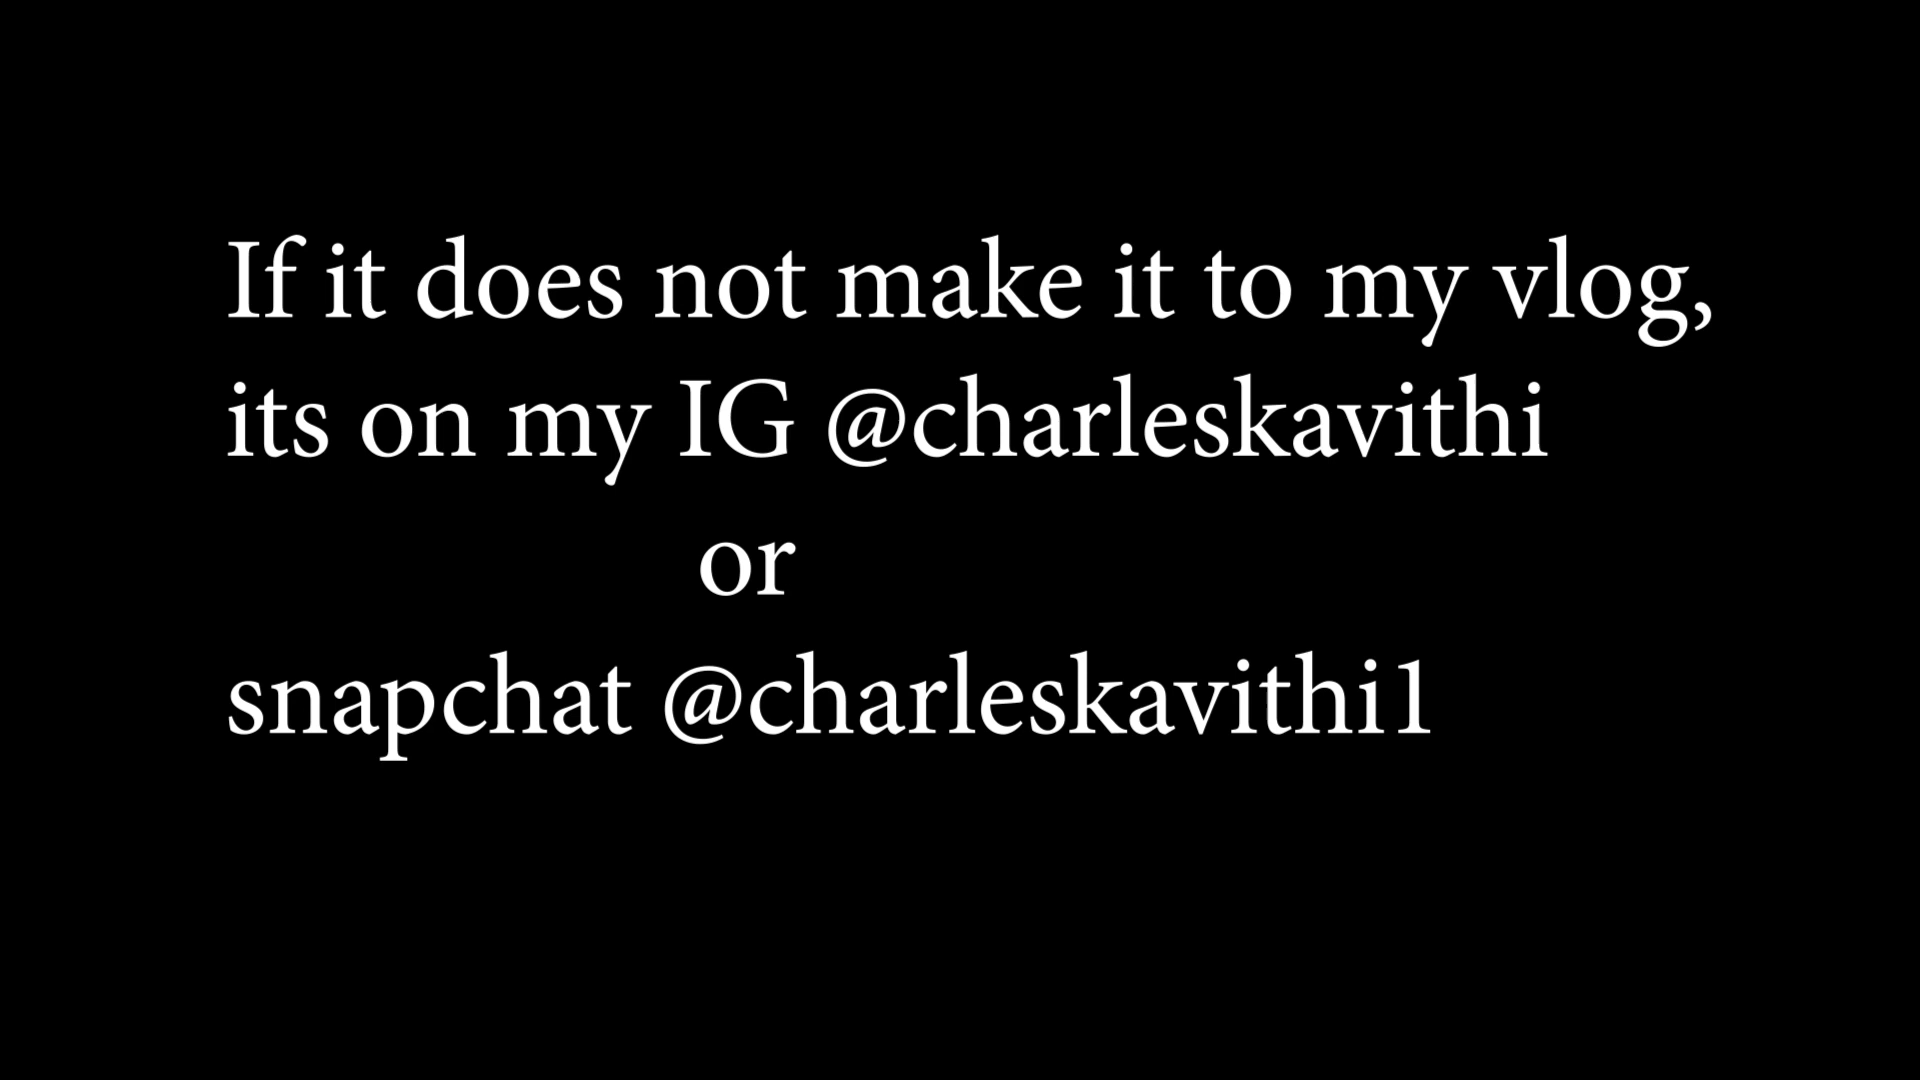 If it does not make it to my vlog,
its on my IG @charleskavithi
or
snapchat @charleskavithi1